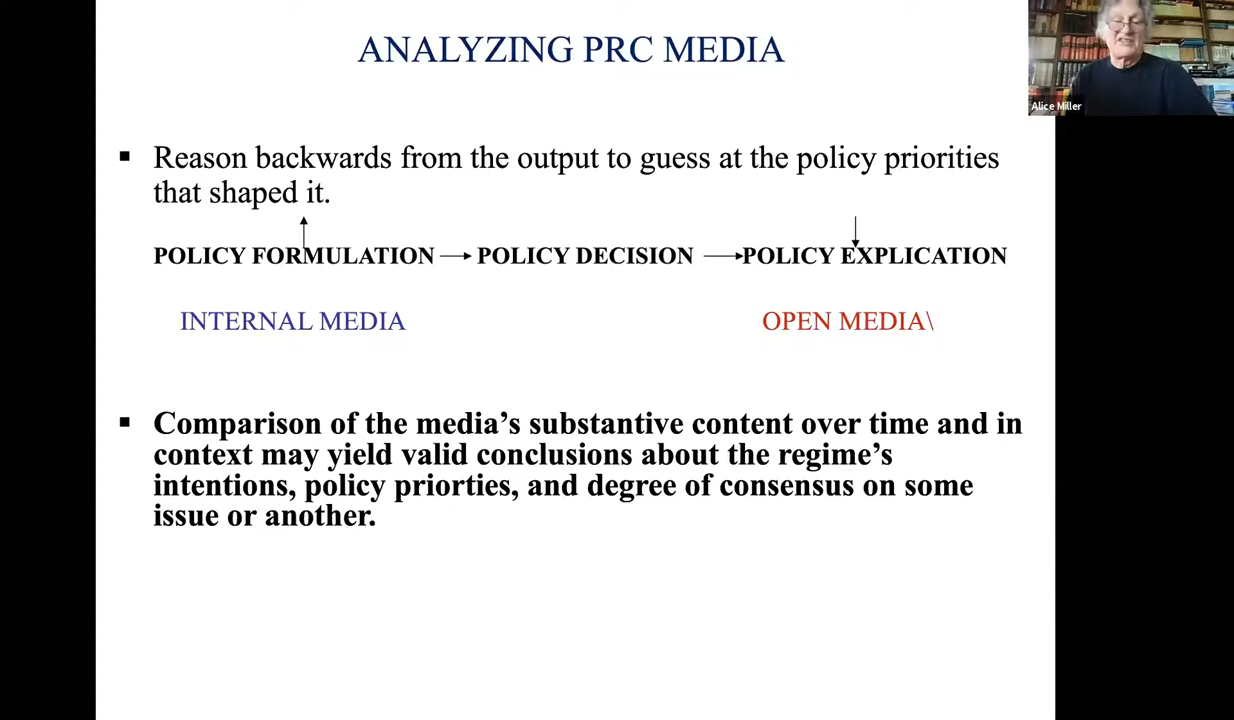 ANALYZING PRC MEDIA
Alice Miller
▪ Reason backwards from the output to guess at the policy priorities
that shaped it.
POLICY FORMULATION → POLICY DECISION → POLICY EXPLICATION
INTERNAL MEDIA OPEN MEDIA\
▪ Comparison of the media’s substantive content over time and in
context may yield valid conclusions about the regime’s
intentions, policy priorties, and degree of consensus on some
issue or another.